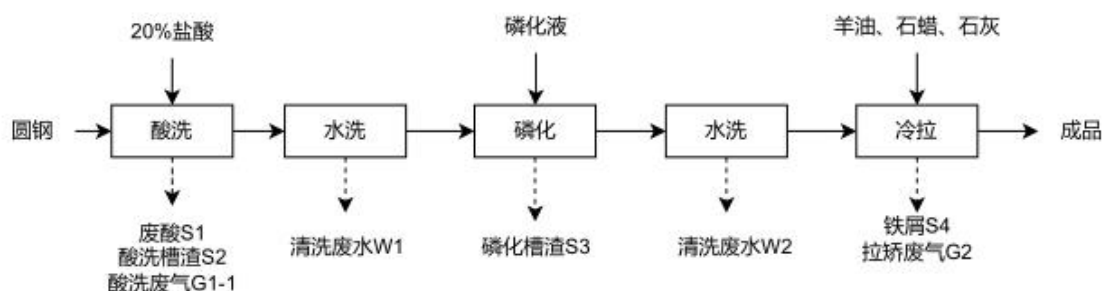 20%盐酸
磷化液
羊油、石蜡、石灰
圆钢
酸洗
水洗
磷化
水洗
冷拉
成品
废酸S1
酸洗槽渣S2
酸洗废气G1-1
清洗废水W1
磷化槽渣S3
清洗废水W2
铁屑S4
拉矫废气G2